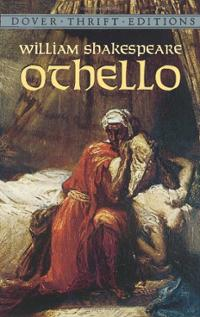 DOVER · THRIFT · EDITIONS
WILLIAM SHAKESPEARE
OTHELLO